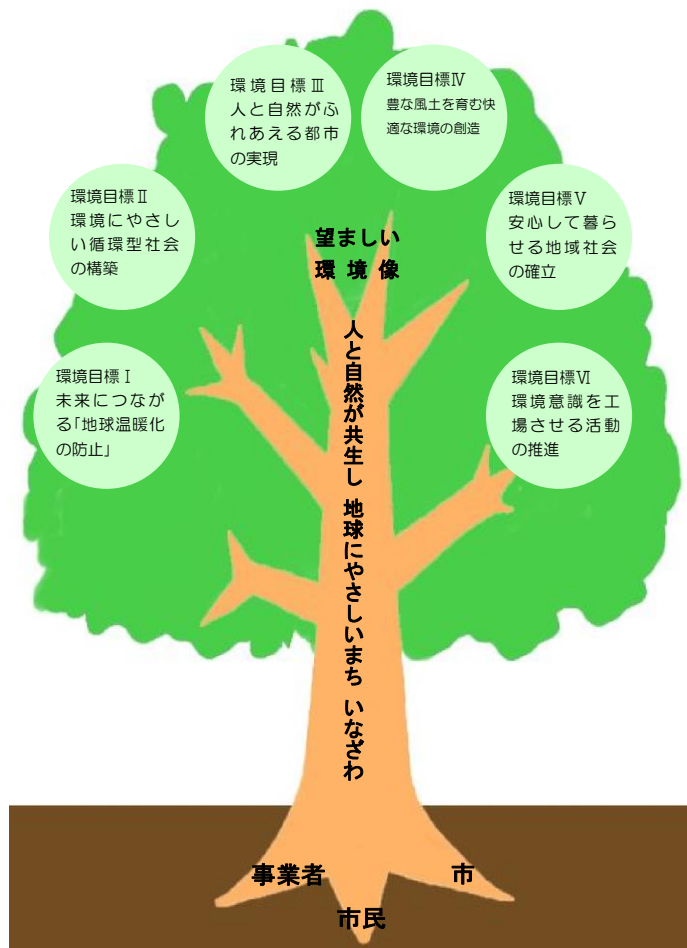 環境目標Ⅰ
未来につなが
る「地球温暖化
の防止」
環境目標Ⅱ
環境にやさし
い循環型社会
の構築
環境目標Ⅲ
人と自然がふ
れあえる都市
の実現
環境目標Ⅳ
豊な風土を育む快
適な環境の創造
環境目標Ⅴ
安心して暮ら
せる地域社会
の確立
環境目標Ⅵ
環境意識を工
場させる活動
の推進
望ましい
環境像
人と自然が共生し 地球にやさしいまち いなざわ
事業者
市民
市